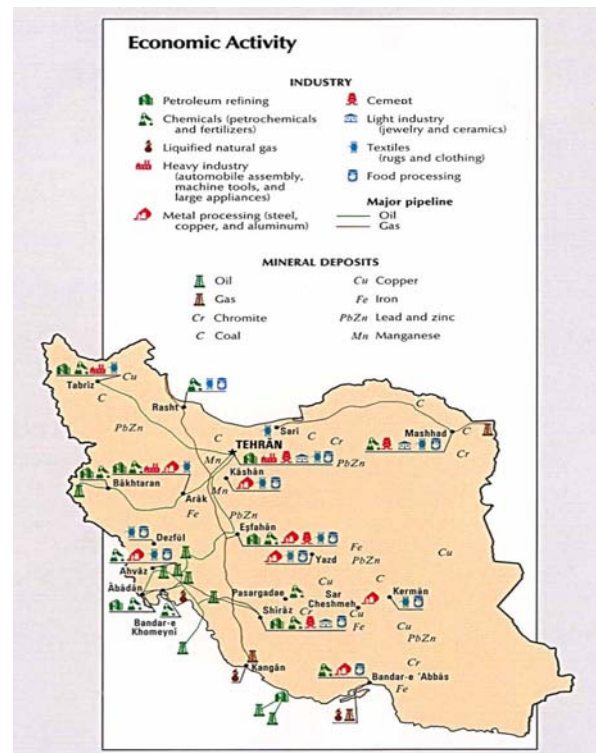 Economic Activity
INDUSTRY
Petroleum refining
Chemicals (petrochemicals
and fertilizers)
Liquified natural gas
Heavy industry
(automobile assembly,
machine tools, and
large appliances)
Metal processing (steel,
copper, and aluminum)
Cement
Light industry
(jewelry and ceramics)
Textiles
(rugs and clothing)
Food processing
Major pipeline
Oil
Gas
MINERAL DEPOSITS
Oil
Gas
Cr Chromite
C Coal
Cu Copper
Fe Iron
PbZn Lead and zinc
Mn Manganese
Tabrīz
Cu
C
Rasht
PbZn
Sarī
C
Mashhad
C
TEHRĀN
C
C
Cr
Cr
Mn
PbZn
Kāshān
Bākhtaran
Mn
Arāk
Fe
PbZn
Dezfūl
Eşfahān
Fe
Cu
Yazd
PbZn
Ahvāz
Cu
C
Ābādān
Pasargadae
Sar
Cheshmeh
Kermān
Bandar-e
Khomeynī
Shīrāz
Cr
Cu
Fe
Cu
PbZn
Kangān
Cr
Bandar-e 'Abbās
Fe